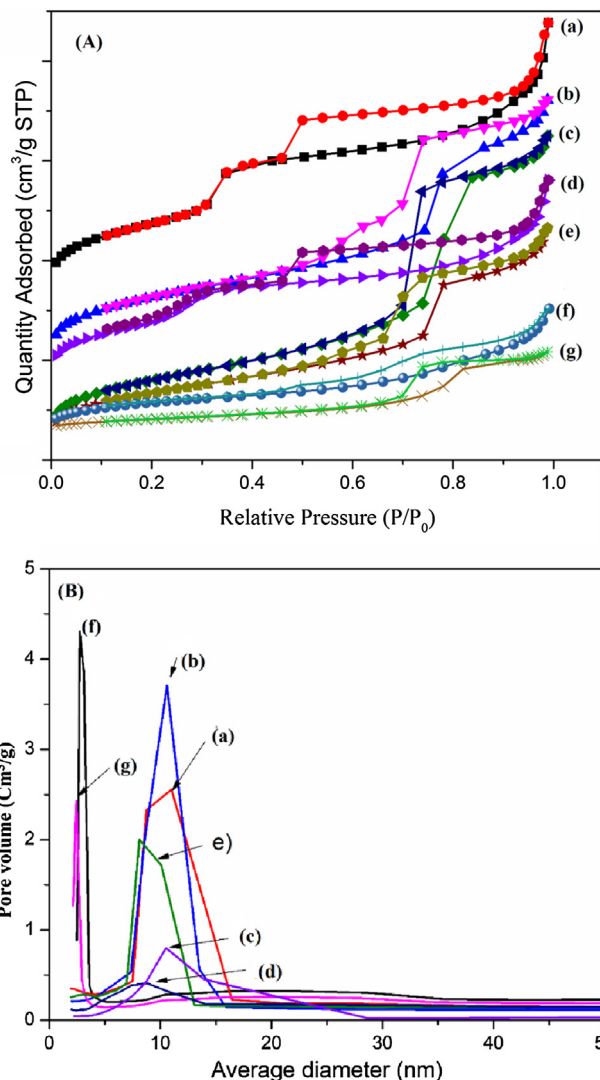 (A)
(a)
(b)
(c)
(d)
(e)
(f)
(g)
Quantity Adsorbed (cm³/g STP)
0.0 0.2 0.4 0.6 0.8 1.0
Relative Pressure (P/P₀)
5
(B)
(f)
4
(b)
(a)
3
(g)
2
e)
1
(c)
(d)
0
Pore volume (Cm³/g)
0 10 20 30 40 50
Average diameter (nm)